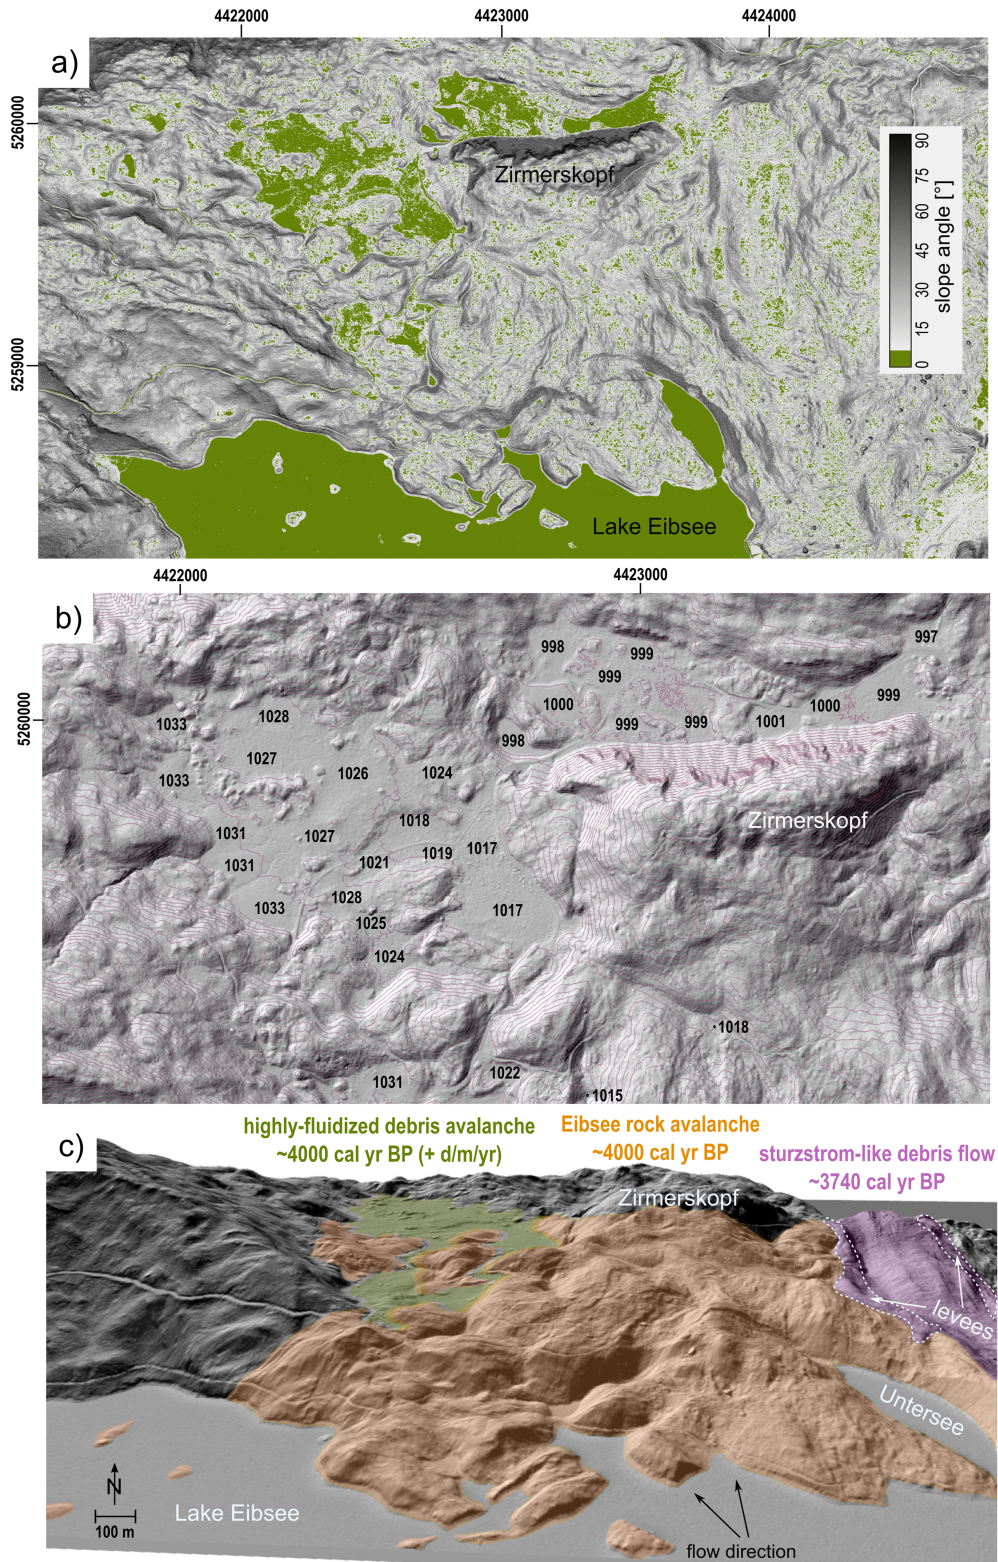 4422000 4423000 4424000
a)
5260000
5259000
Zirmerskopf
Lake Eibsee
0 15 30 45 60 75 90
slope angle [°]
4422000 4423000
b)
5260000
997
998
999
999
1000 999
1033 1028 1000
999 999 1001
998
1027
1026 1024
1033
1018 Zirmerskopf
1031 1027
1019 1017
1031 1021
1028
1033 1017
1025
1024
1018
1022
1031
1015
highly-fluidized debris avalanche
~4000 cal yr BP (+ d/m/yr)
Eibsee rock avalanche
~4000 cal yr BP
sturzstrom-like debris flow
~3740 cal yr BP
c)
Zirmerskopf
levees
Untersee
N
100 m
Lake Eibsee
flow direction